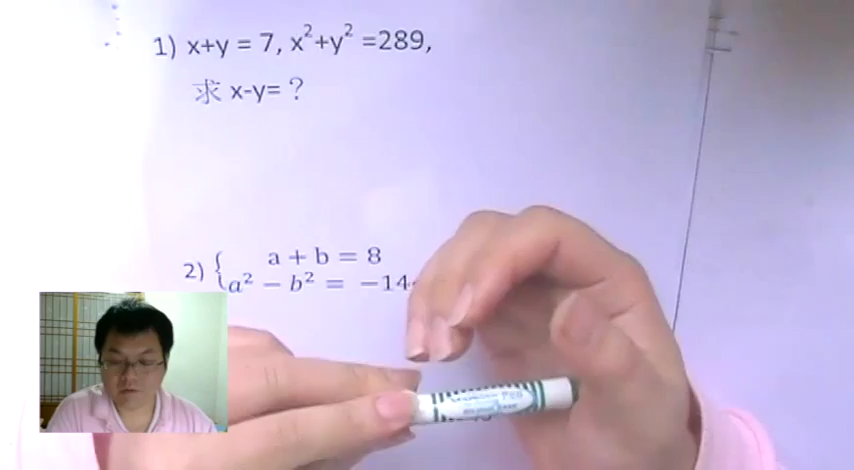 1) x+y = 7, x²+y² =289,
求 x-y= ?
2) { a + b = 8
a² − b² = −14